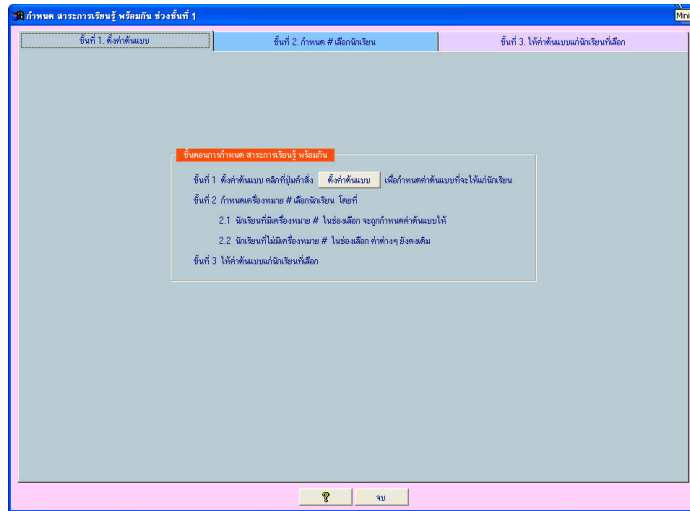 กำหนด สาระการเรียนรู้ พร้อมกัน ช่วงชั้นที่ 1
Mini
ขั้นที่ 1. ตั้งค่าต้นแบบ
ขั้นที่ 2. กำหนด # เลือกนักเรียน
ขั้นที่ 3. ให้ค่าต้นแบบแก่นักเรียนที่เลือก
ขั้นตอนการกำหนด สาระการเรียนรู้ พร้อมกัน
ขั้นที่ 1 ตั้งค่าต้นแบบ คลิกที่ปุ่มคำสั่ง ตั้งค่าต้นแบบ เพื่อกำหนดค่าต้นแบบที่จะให้แก่นักเรียน
ขั้นที่ 2 กำหนดเครื่องหมาย # เลือกนักเรียน โดยที่
2.1 นักเรียนที่มีเครื่องหมาย # ในช่องเลือก จะถูกกำหนดค่าต้นแบบให้
2.2 นักเรียนที่ไม่มีเครื่องหมาย # ในช่องเลือก ค่าต่างๆ ยังคงเดิม
ขั้นที่ 3 ให้ค่าต้นแบบแก่นักเรียนที่เลือก
? จบ